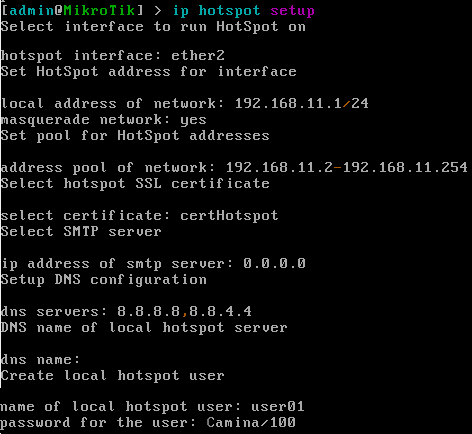 [admin@MikroTik] > ip hotspot setup
Select interface to run HotSpot on
hotspot interface: ether2
Set HotSpot address for interface
local address of network: 192.168.11.1/24
masquerade network: yes
Set pool for HotSpot addresses
address pool of network: 192.168.11.2-192.168.11.254
Select hotspot SSL certificate
select certificate: certHotspot
Select SMTP server
ip address of smtp server: 0.0.0.0
Setup DNS configuration
dns servers: 8.8.8.8,8.8.4.4
DNS name of local hotspot server
dns name:
Create local hotspot user
name of local hotspot user: user01
password for the user: Camina/100